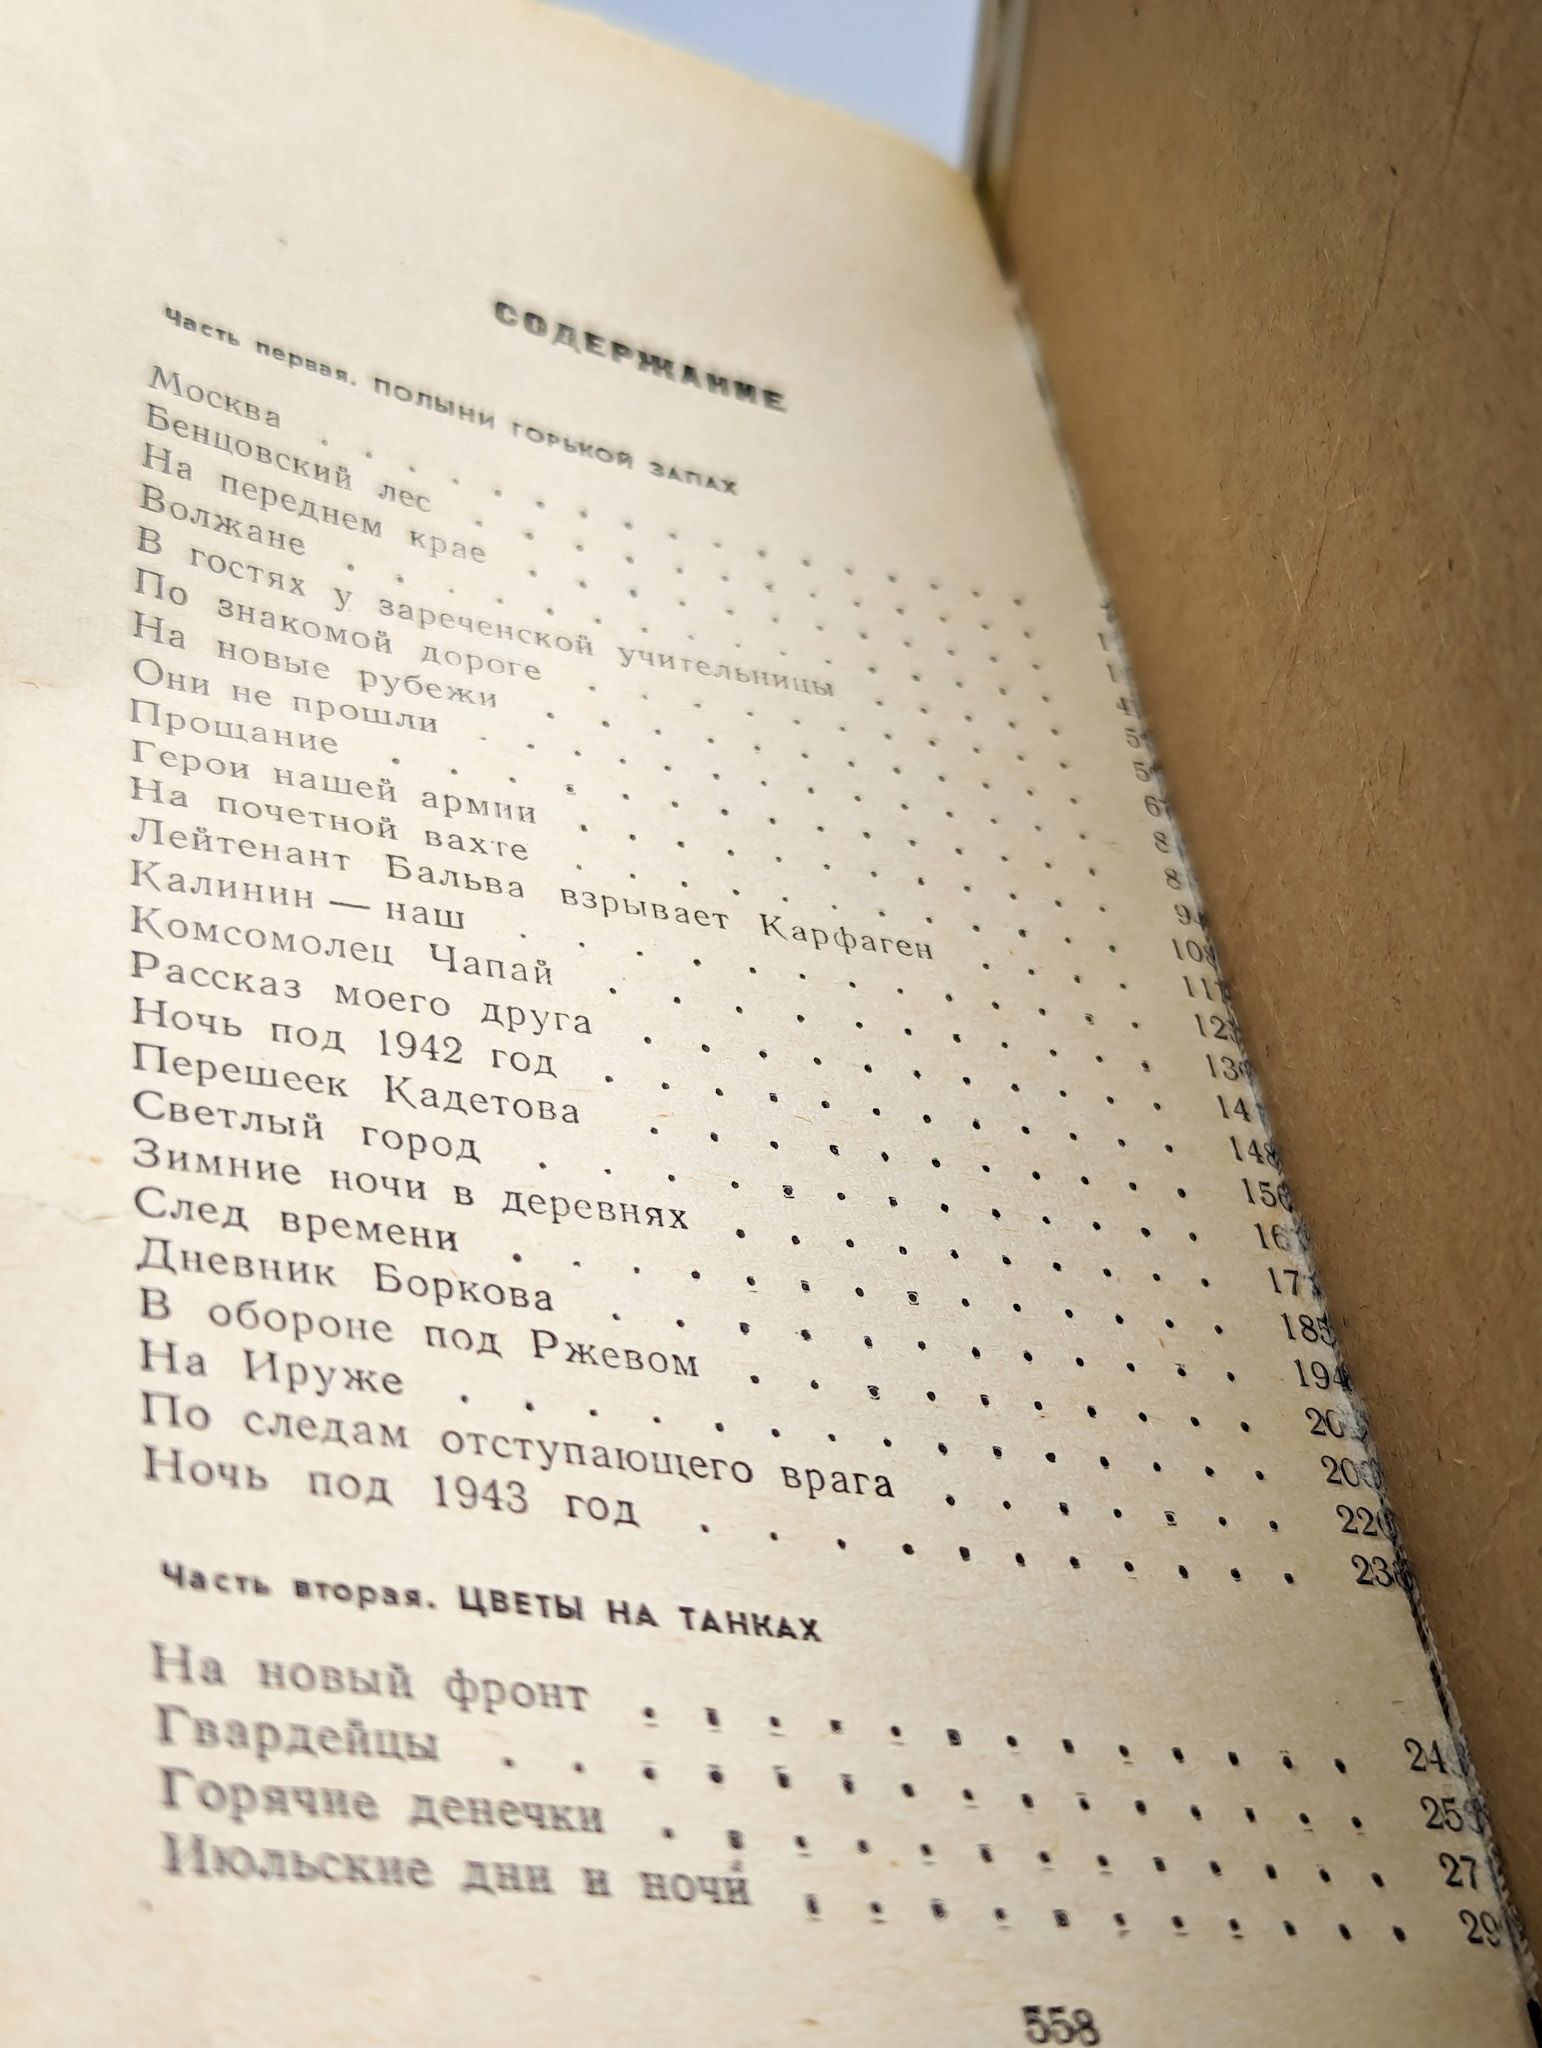 СОДЕРЖАНИЕ
Часть первая. ПОЛЫНИ ГОРЬКОЙ ЗАПАХ
Москва . . . . . . . . . . . . . . .
Бенцовский лес . . . . . . . . . . . .
На переднем крае . . . . . . . . . . .
Волжане . . . . . . . . . . . . . .
В гостях у зареченской учительницы . . . .
По знакомой дороге . . . . . . . . . .
На новые рубежи . . . . . . . . . . .
Они не прошли . . . . . . . . . . . .
Прощание . . . . . . . . . . . . .
Герои нашей армии . . . . . . . . . .
На почетной вахте . . . . . . . . . .
Лейтенант Бальва взрывает Карфаген . . . .
Калинин — наш . . . . . . . . . . .
Комсомолец Чапай . . . . . . . . . .
Рассказ моего друга . . . . . . . . .
Ночь под 1942 год . . . . . . . . . . 148
Перешеек Кадетова . . . . . . . . . .
Светлый город . . . . . . . . . . . .
Зимние ночи в деревнях . . . . . . . .
След времени . . . . . . . . . . . . 185
Дневник Боркова . . . . . . . . . . . 194
В обороне под Ржевом . . . . . . . . .
НаИруже . . . . . . . . . . . . .
По следам отступающего врага . . . . . .
Ночь под 1943 год . . . . . . . . . .
Часть вторая. ЦВЕТЫ НА ТАНКАХ
На новый фронт . . . . . . . . . . . .
Гвардейцы . . . . . . . . . . . . . .
Горячие денечки . . . . . . . . . . . .
Июльские дни и ночи . . . . . . . . . .
558